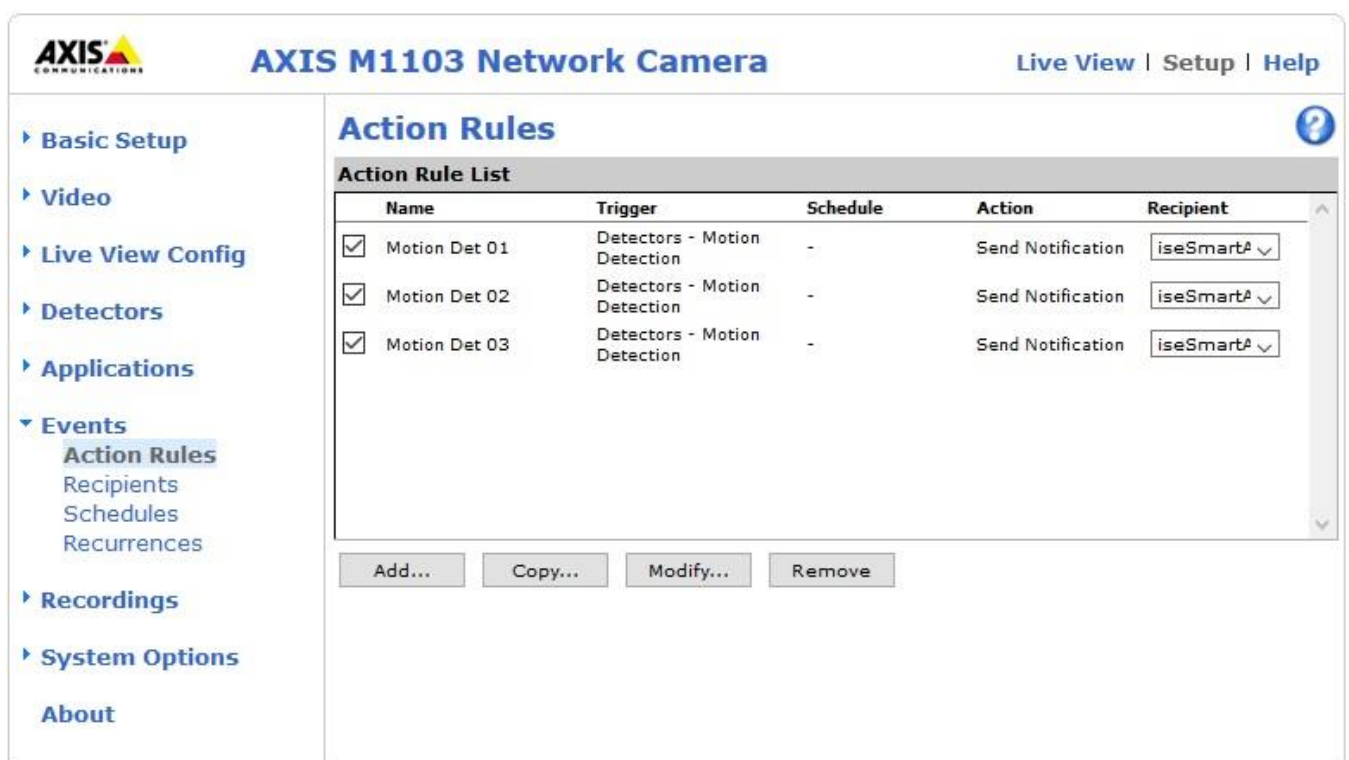 AXIS
COMMUNICATIONS
AXIS M1103 Network Camera
Live View | Setup | Help
Basic Setup
Video
Live View Config
Detectors
Applications
Events
Action Rules
Recipients
Schedules
Recurrences
Recordings
System Options
About
Action Rules
?
Action Rule List
Name Trigger Schedule Action Recipient
Motion Det 01 Detectors - Motion Detection - Send Notification iseSmartA
Motion Det 02 Detectors - Motion Detection - Send Notification iseSmartA
Motion Det 03 Detectors - Motion Detection - Send Notification iseSmartA
Add... Copy... Modify... Remove